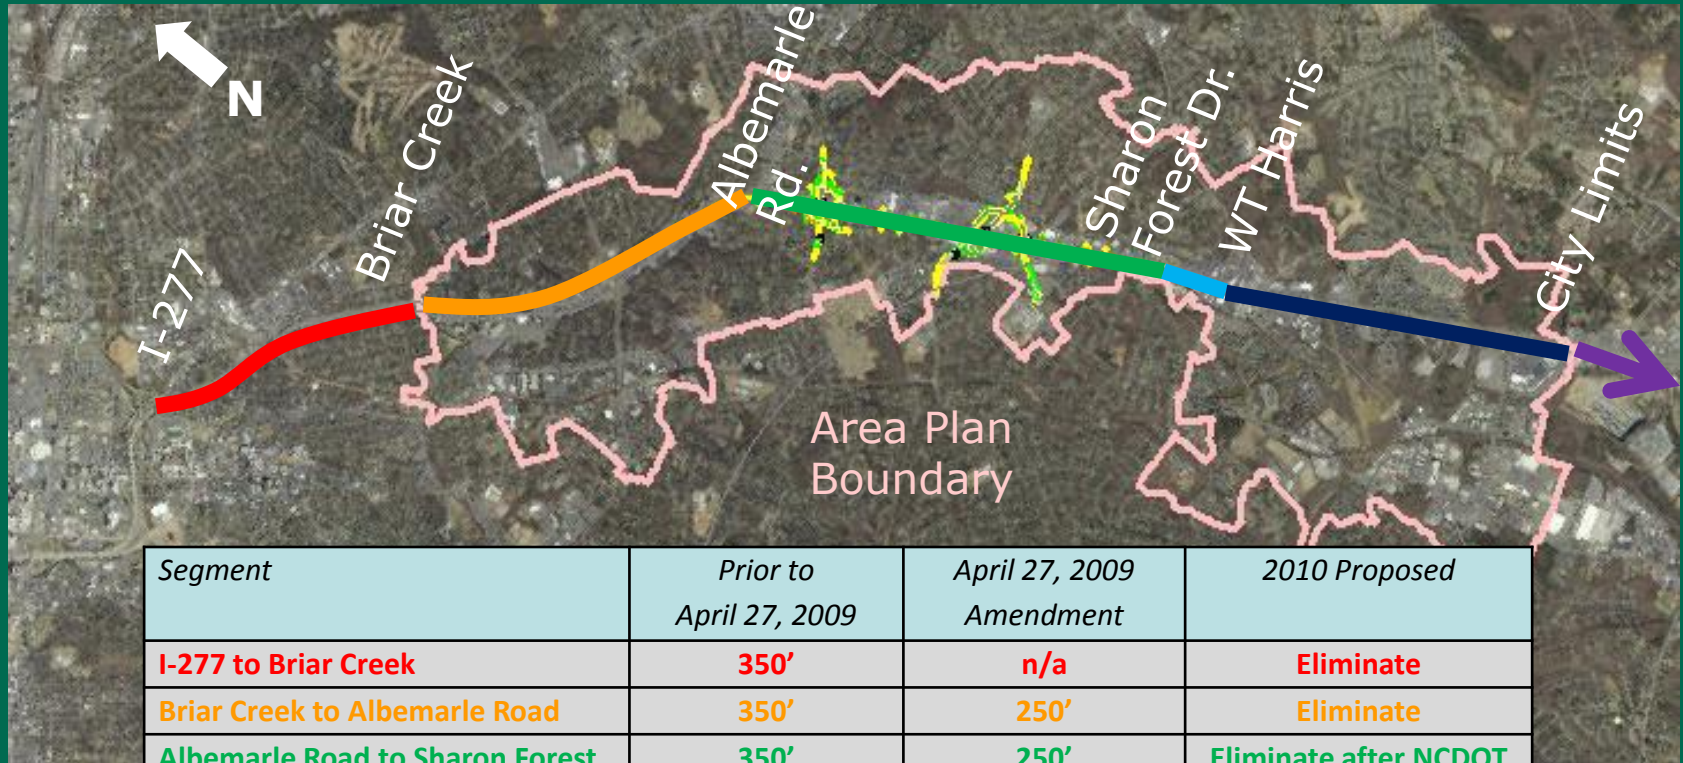 N
I-277
Briar Creek
Albemarle
Rd.
Sharon
Forest Dr.
WT Harris
City Limits
Area Plan
Boundary
Segment Prior to April 27, 2009 April 27, 2009 Amendment 2010 Proposed
I-277 to Briar Creek 350’ n/a Eliminate
Briar Creek to Albemarle Road 350’ 250’ Eliminate
Albemarle Road to Sharon Forest 350’ 250’ Eliminate after NCDOT